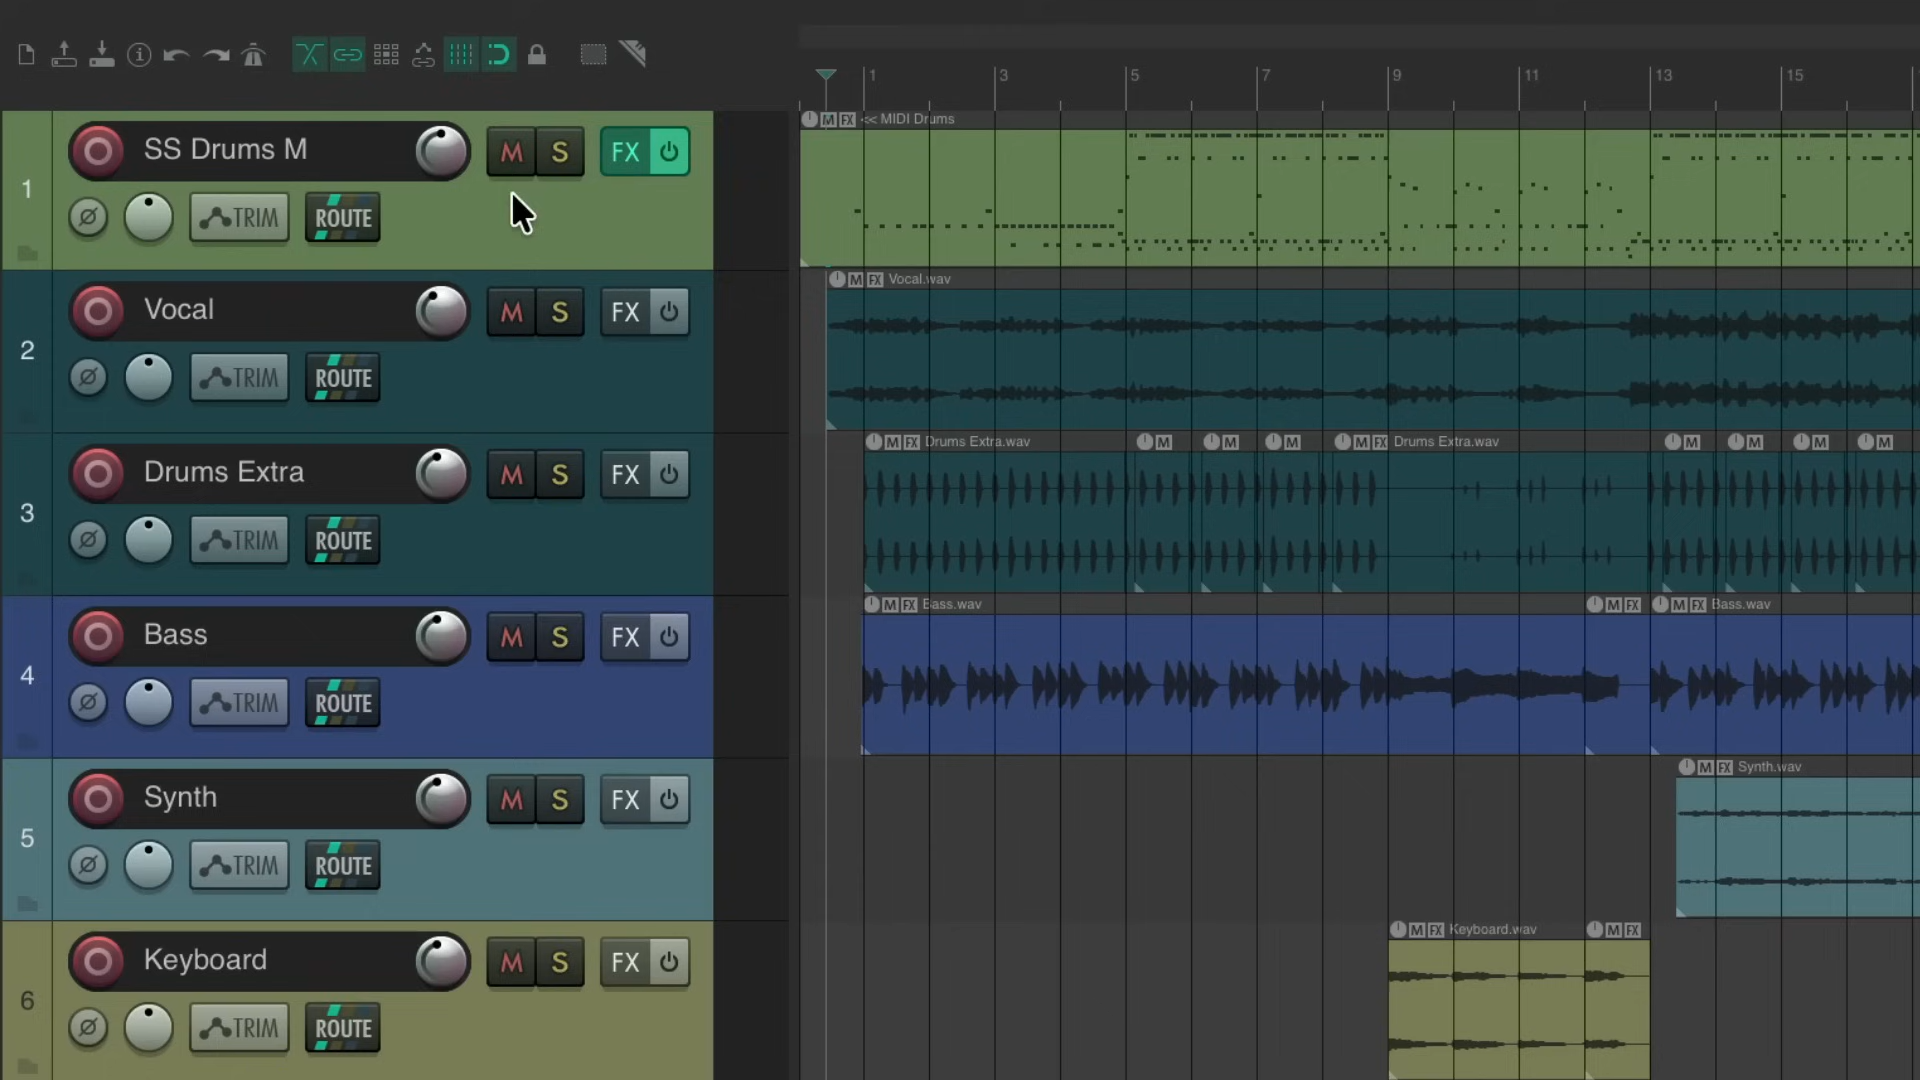 1 3 5 7 9 11 13 15
M FX << MIDI Drums
1 SS Drums M M S FX
TRIM ROUTE
M FX Vocal.wav
2 Vocal M S FX
TRIM ROUTE
M FX Drums Extra.wav M M M M FX Drums Extra.wav M M M M
3 Drums Extra M S FX
TRIM ROUTE
M FX Bass.wav M FX M FX Bass.wav
4 Bass M S FX
TRIM ROUTE
M FX Synth.wav
5 Synth M S FX
TRIM ROUTE
M FX Keyboard.wav M FX
6 Keyboard M S FX
TRIM ROUTE